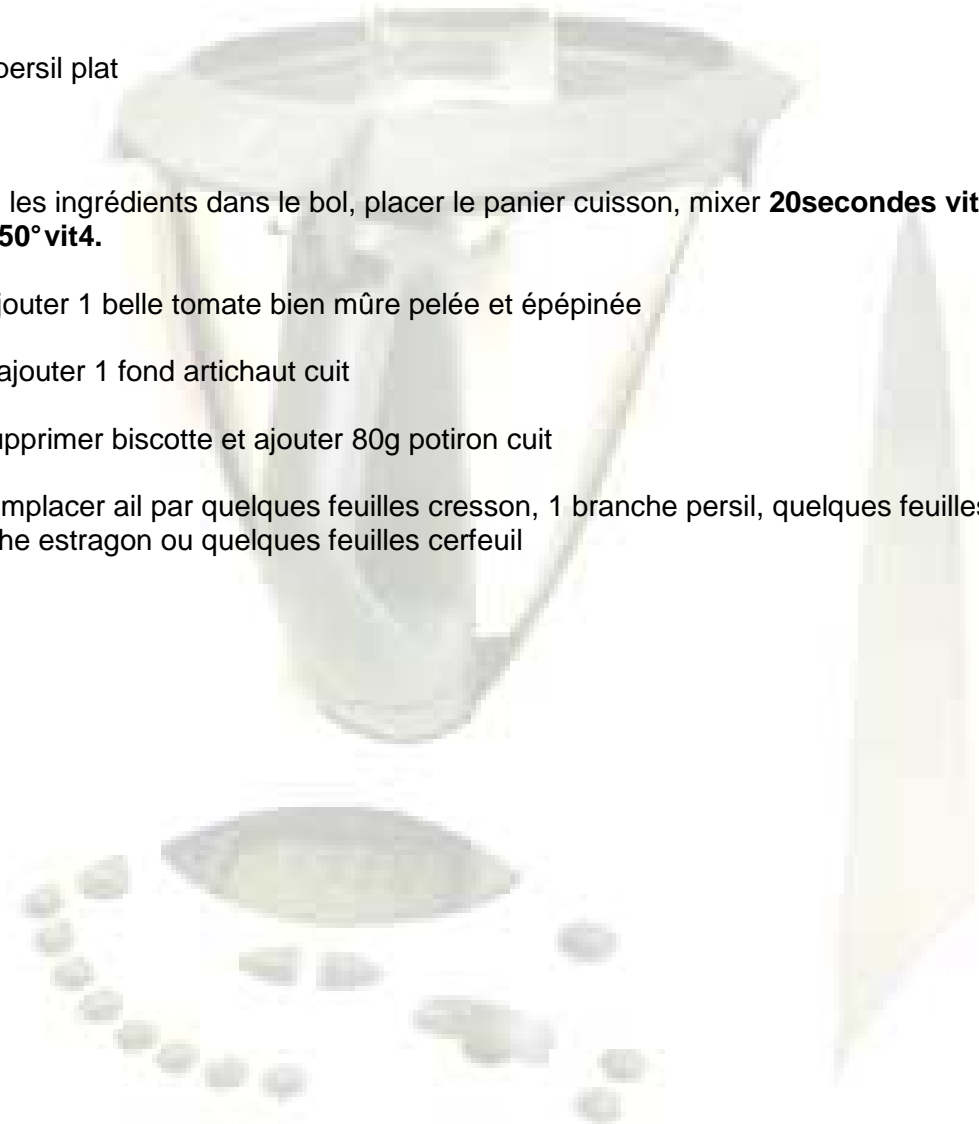 persil plat
les ingrédients dans le bol, placer le panier cuisson, mixer 20secondes vit
50° vit4.
jouter 1 belle tomate bien mûre pelée et épépinée
ajouter 1 fond artichaut cuit
upprimer biscotte et ajouter 80g potiron cuit
mplacer ail par quelques feuilles cresson, 1 branche persil, quelques feuilles
he estragon ou quelques feuilles cerfeuil